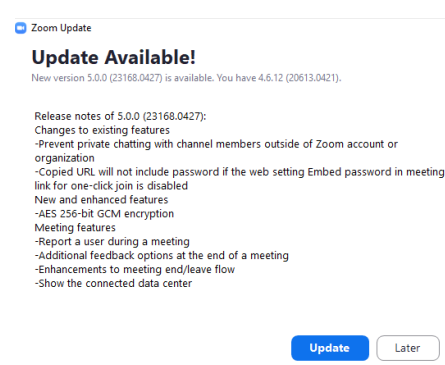 Zoom Update
Update Available!
New version 5.0.0 (23168.0427) is available. You have 4.6.12 (20613.0421).
Release notes of 5.0.0 (23168.0427):
Changes to existing features
-Prevent private chatting with channel members outside of Zoom account or
organization
-Copied URL will not include password if the web setting Embed password in meeting
link for one-click join is disabled
New and enhanced features
-AES 256-bit GCM encryption
Meeting features
-Report a user during a meeting
-Additional feedback options at the end of a meeting
-Enhancements to meeting end/leave flow
-Show the connected data center
Update Later